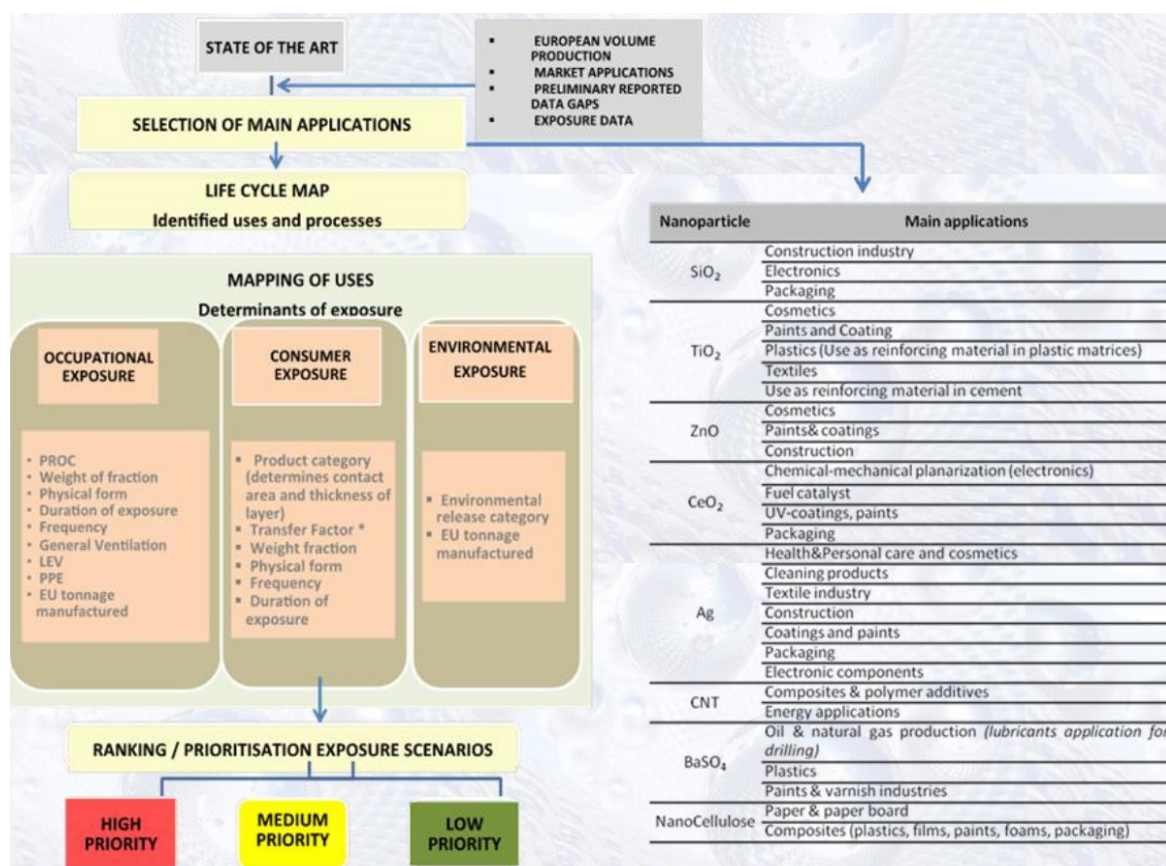 STATE OF THE ART
▪ EUROPEAN VOLUME
PRODUCTION
▪ MARKET APPLICATIONS
▪ PRELIMINARY REPORTED
DATA GAPS
▪ EXPOSURE DATA
SELECTION OF MAIN APPLICATIONS
LIFE CYCLE MAP
Identified uses and processes
MAPPING OF USES
Determinants of exposure
OCCUPATIONAL
EXPOSURE
• PROC
• Weight of fraction
• Physical form
• Duration of exposure
• Frequency
• General Ventilation
• LEV
• PPE
• EU tonnage
manufactured
CONSUMER
EXPOSURE
▪ Product category
(determines contact
area and thickness of
layer)
▪ Transfer Factor *
▪ Weight fraction
▪ Physical form
▪ Frequency
▪ Duration of
exposure
ENVIRONMENTAL
EXPOSURE
▪ Environmental
release category
▪ EU tonnage
manufactured
RANKING / PRIORITISATION EXPOSURE SCENARIOS
HIGH
PRIORITY
MEDIUM
PRIORITY
LOW
PRIORITY
Nanoparticle Main applications
SiO₂
Construction industry
Electronics
Packaging
TiO₂
Cosmetics
Paints and Coating
Plastics (Use as reinforcing material in plastic matrices)
Textiles
Use as reinforcing material in cement
ZnO
Cosmetics
Paints& coatings
Construction
CeO₂
Chemical-mechanical planarization (electronics)
Fuel catalyst
UV-coatings, paints
Packaging
Ag
Health&Personal care and cosmetics
Cleaning products
Textile industry
Construction
Coatings and paints
Packaging
Electronic components
CNT
Composites & polymer additives
Energy applications
BaSO₄
Oil & natural gas production (lubricants application for
drilling)
Plastics
Paints & varnish industries
NanoCellulose
Paper & paper board
Composites (plastics, films, paints, foams, packaging)